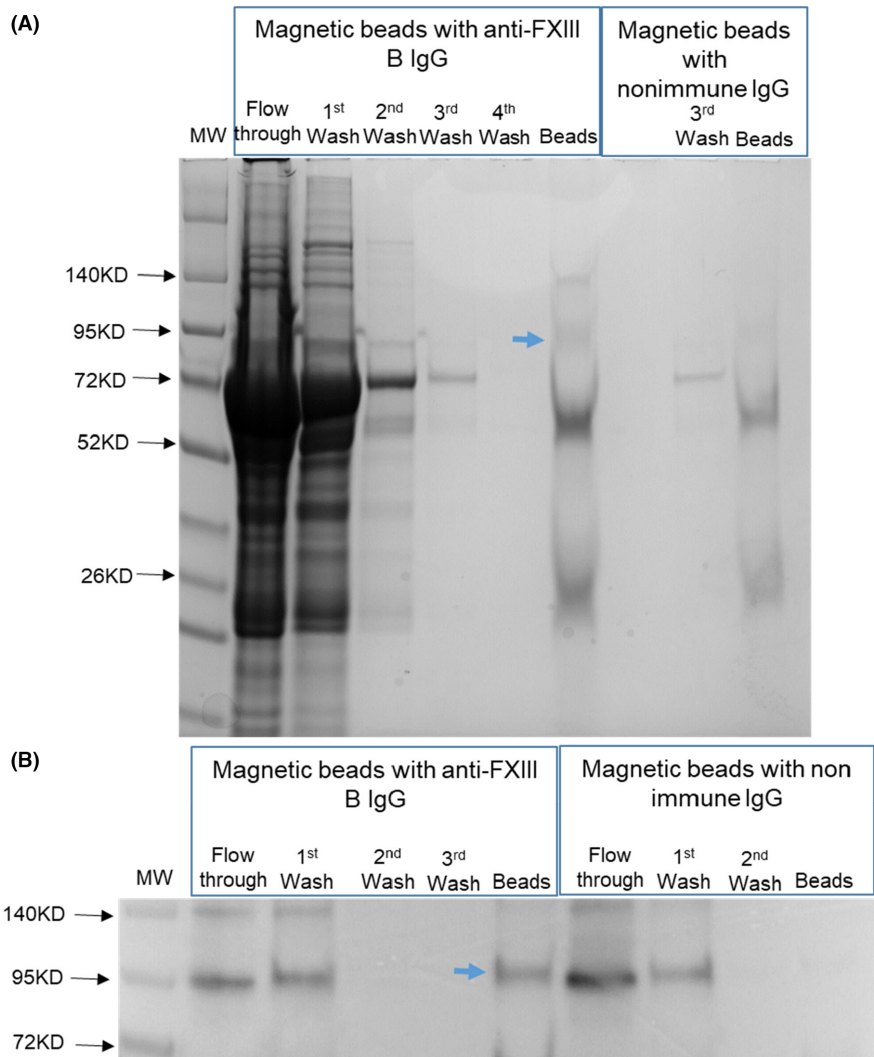 (A)
Magnetic beads with anti-FXIII
B IgG
Magnetic beads
with
nonimmune IgG
MW
Flow
through
1st
Wash
2nd
Wash
3rd
Wash
4th
Wash
Beads
3rd
Wash
Beads
140KD
95KD
72KD
52KD
26KD
(B)
Magnetic beads with anti-FXIII
B IgG
Magnetic beads with non
immune IgG
MW
Flow
through
1st
Wash
2nd
Wash
3rd
Wash
Beads
Flow
through
1st
Wash
2nd
Wash
Beads
140KD
95KD
72KD